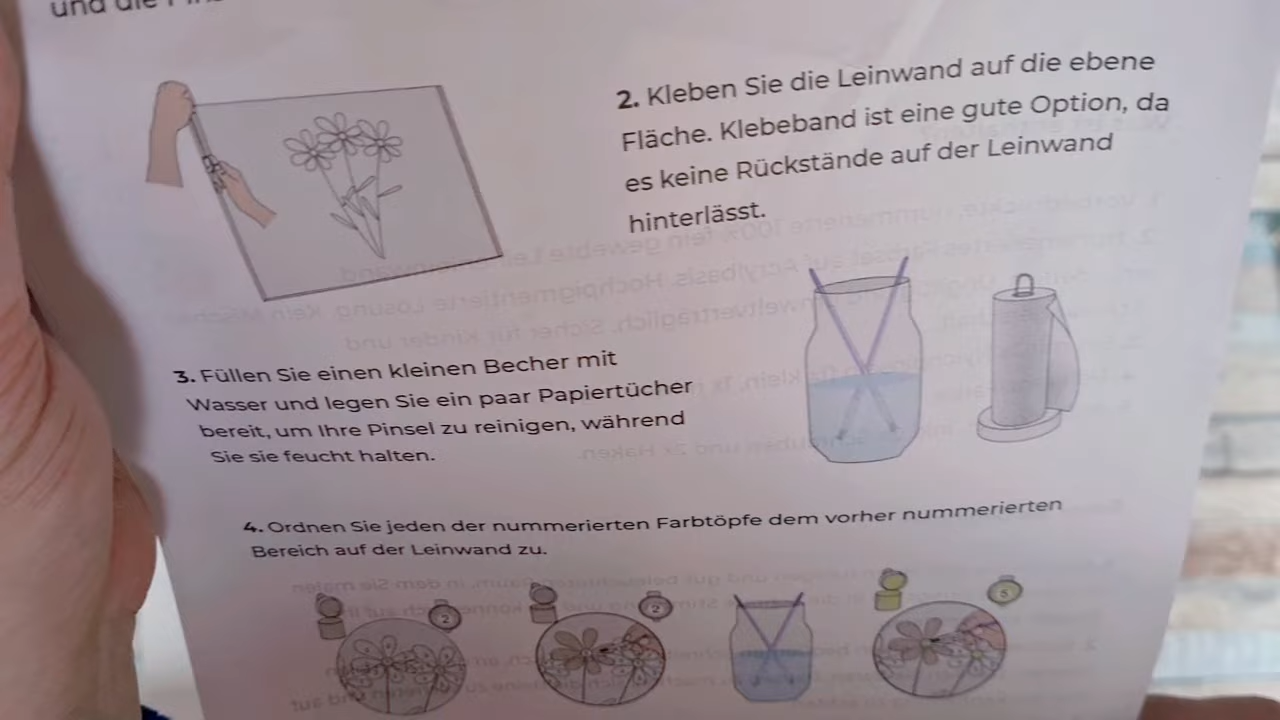 und die
2. Kleben Sie die Leinwand auf die ebene
Fläche. Klebeband ist eine gute Option, da
es keine Rückstände auf der Leinwand
hinterlässt.
3. Füllen Sie einen kleinen Becher mit
Wasser und legen Sie ein paar Papiertücher
bereit, um Ihre Pinsel zu reinigen, während
Sie sie feucht halten.
4. Ordnen Sie jeden der nummerierten Farbtöpfe dem vorher nummerierten
Bereich auf der Leinwand zu.
2 2 5